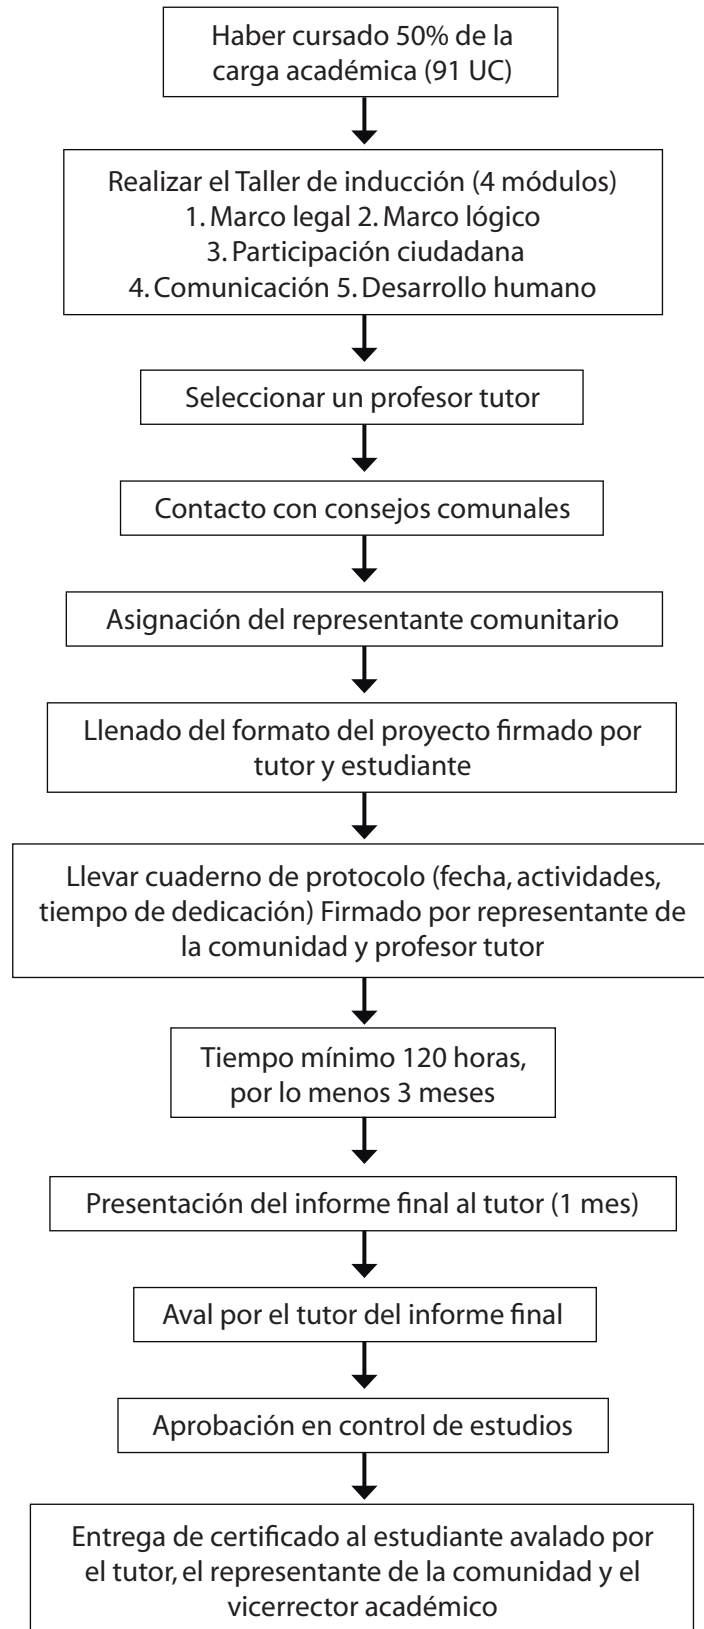 Haber cursado 50% de la
carga académica (91 UC)
Realizar el Taller de inducción (4 módulos)
1. Marco legal 2. Marco lógico
3. Participación ciudadana
4. Comunicación 5. Desarrollo humano
Seleccionar un profesor tutor
Contacto con consejos comunales
Asignación del representante comunitario
Llenado del formato del proyecto firmado por
tutor y estudiante
Llevar cuaderno de protocolo (fecha, actividades,
tiempo de dedicación) Firmado por representante de
la comunidad y profesor tutor
Tiempo mínimo 120 horas,
por lo menos 3 meses
Presentación del informe final al tutor (1 mes)
Aval por el tutor del informe final
Aprobación en control de estudios
Entrega de certificado al estudiante avalado por
el tutor, el representante de la comunidad y el
vicerrector académico